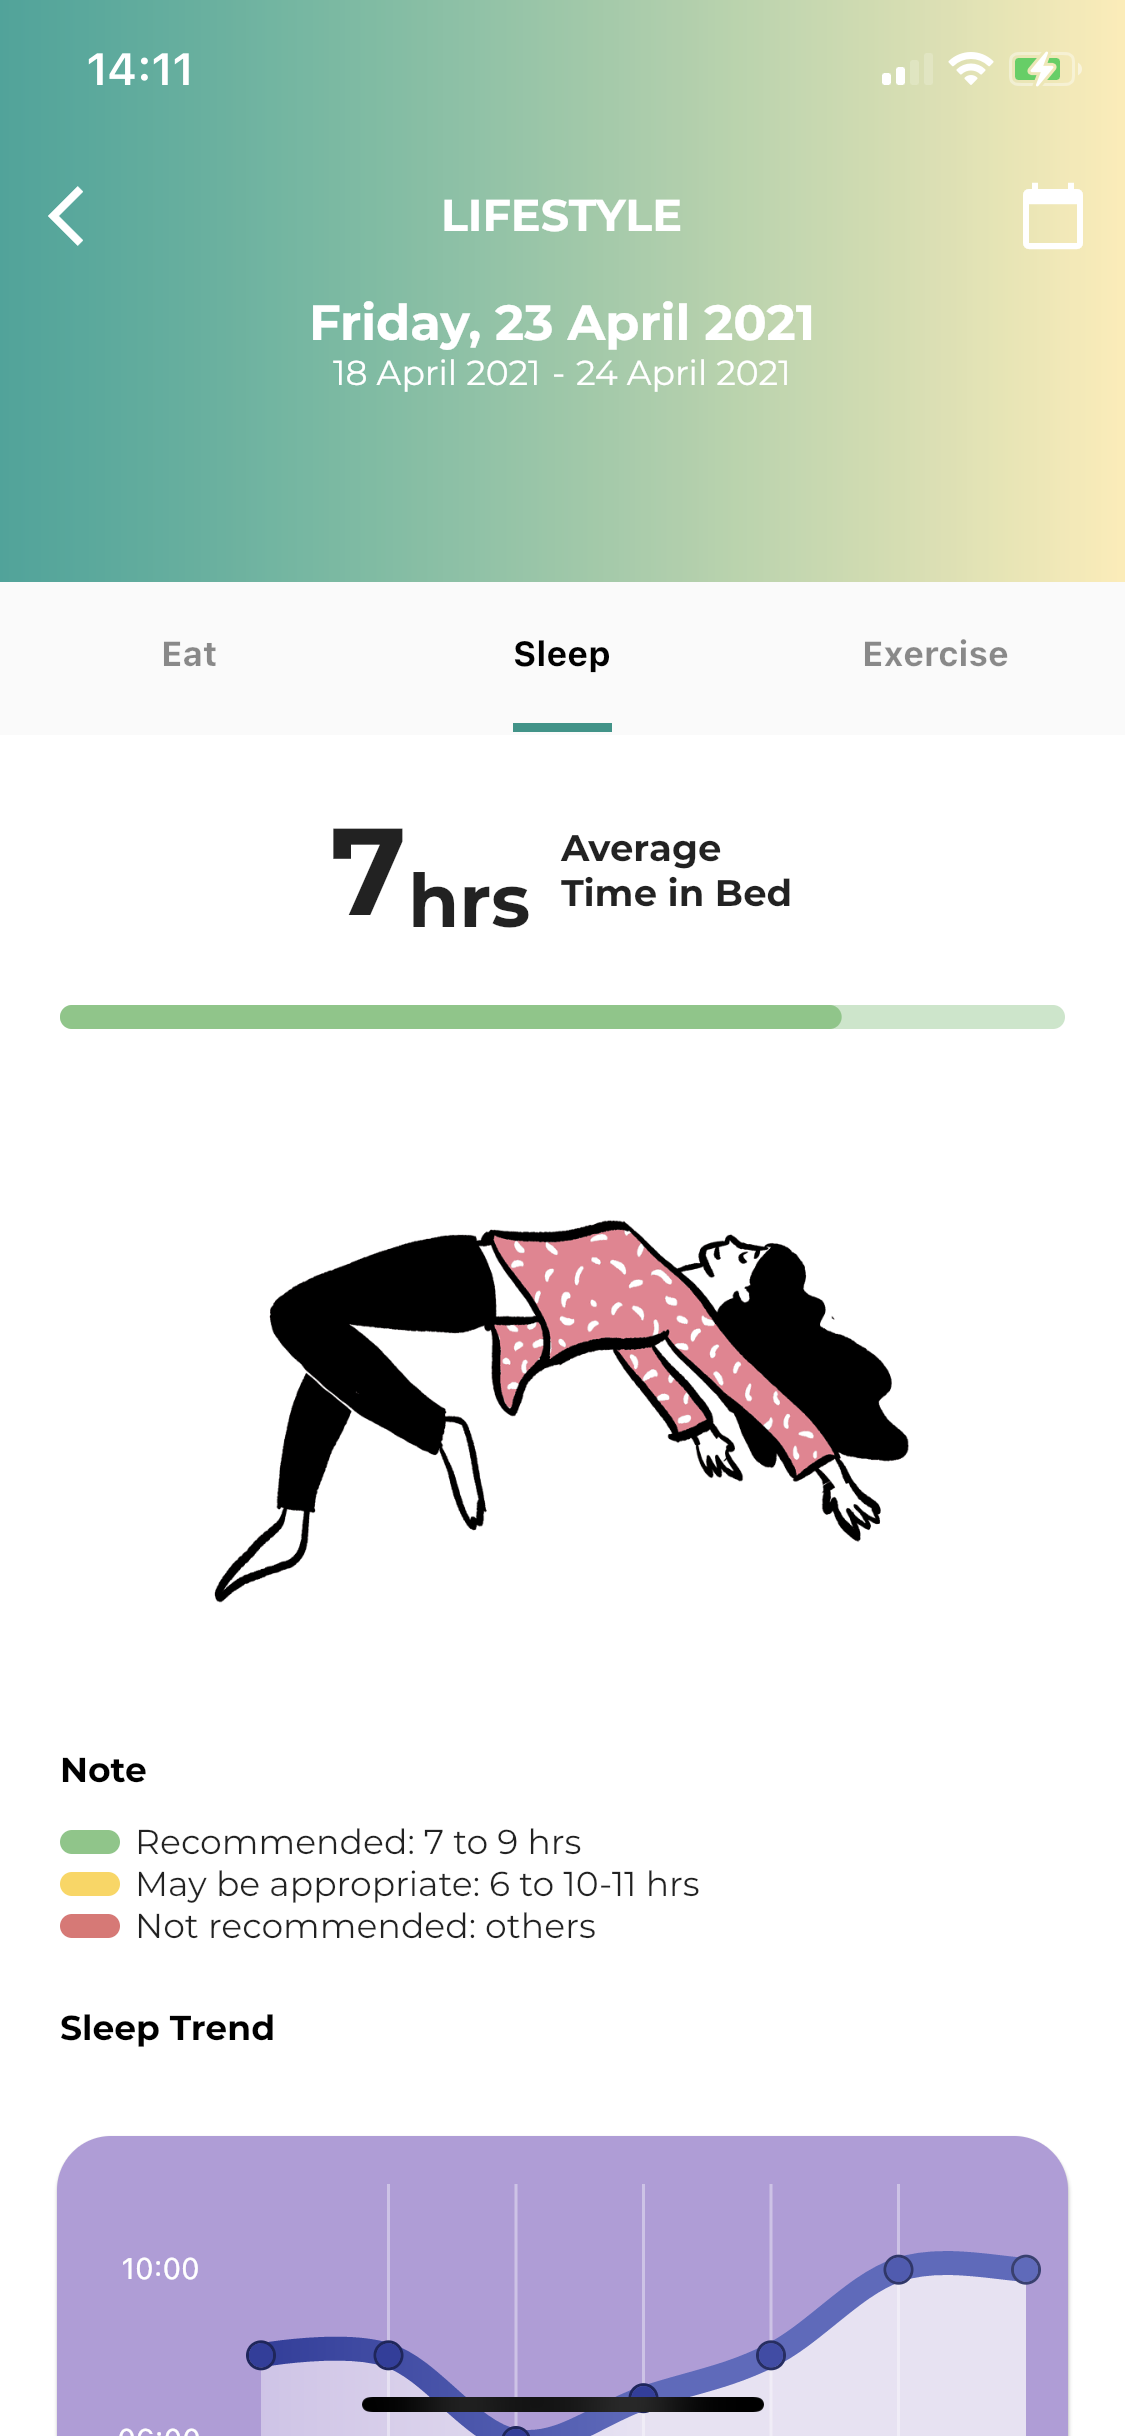 14:11
LIFESTYLE
Friday, 23 April 2021
18 April 2021 - 24 April 2021
Eat
Sleep
Exercise
7 hrs
Average
Time in Bed
Note
Recommended: 7 to 9 hrs
May be appropriate: 6 to 10-11 hrs
Not recommended: others
Sleep Trend
10:00